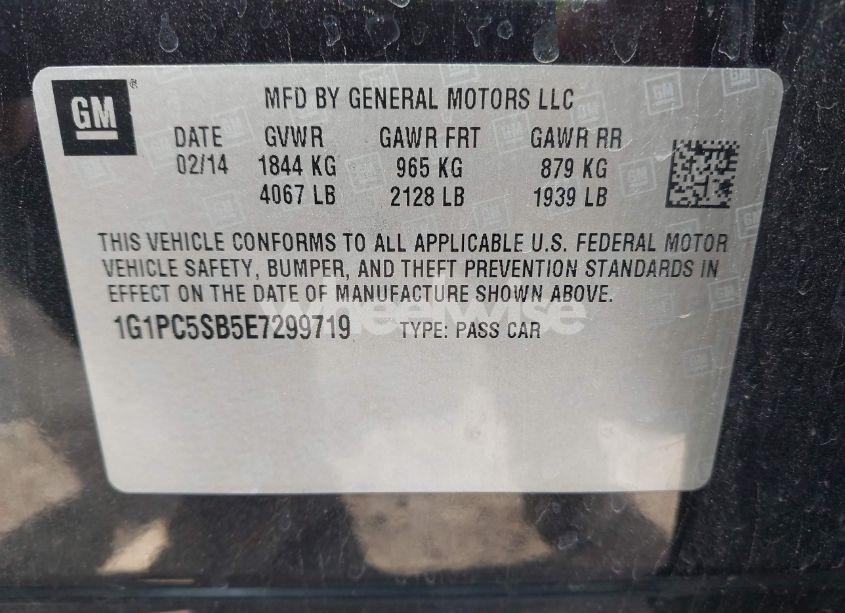 GM
MFD BY GENERAL MOTORS LLC
DATE GVWR GAWR FRT GAWR RR
02/14 1844 KG 965 KG 879 KG
4067 LB 2128 LB 1939 LB
THIS VEHICLE CONFORMS TO ALL APPLICABLE U.S. FEDERAL MOTOR
VEHICLE SAFETY, BUMPER, AND THEFT PREVENTION STANDARDS IN
EFFECT ON THE DATE OF MANUFACTURE SHOWN ABOVE.
Wheelwise
1G1PC5SB5E7299719 TYPE: PASS CAR